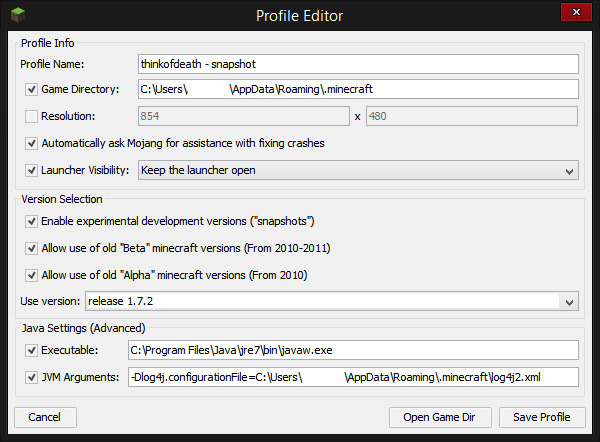 Profile Editor
Profile Info
Profile Name: thinkofdeath - snapshot
Game Directory: C:\Users\ \AppData\Roaming\.minecraft
Resolution: 854 x 480
Automatically ask Mojang for assistance with fixing crashes
Launcher Visibility: Keep the launcher open
Version Selection
Enable experimental development versions ("snapshots")
Allow use of old "Beta" minecraft versions (From 2010-2011)
Allow use of old "Alpha" minecraft versions (From 2010)
Use version: release 1.7.2
Java Settings (Advanced)
Executable: C:\Program Files\Java\jre7\bin\javaw.exe
JVM Arguments: -Dlog4j.configurationFile=C:\Users\ \AppData\Roaming\.minecraft\log4j2.xml
Cancel Open Game Dir Save Profile